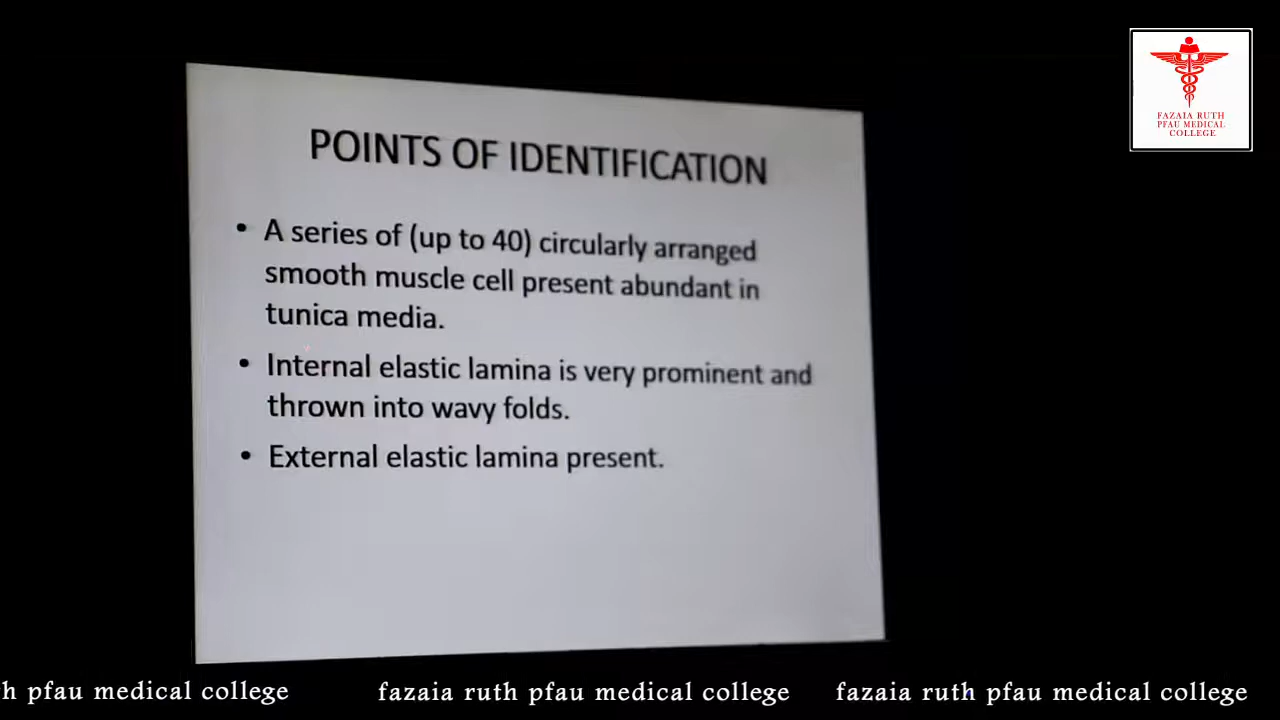 FAZAIA RUTH
PFAU MEDICAL
COLLEGE
POINTS OF IDENTIFICATION
• A series of (up to 40) circularly arranged
smooth muscle cell present abundant in
tunica media.
• Internal elastic lamina is very prominent and
thrown into wavy folds.
• External elastic lamina present.
h pfau medical college fazaia ruth pfau medical college fazaia ruth pfau medical college